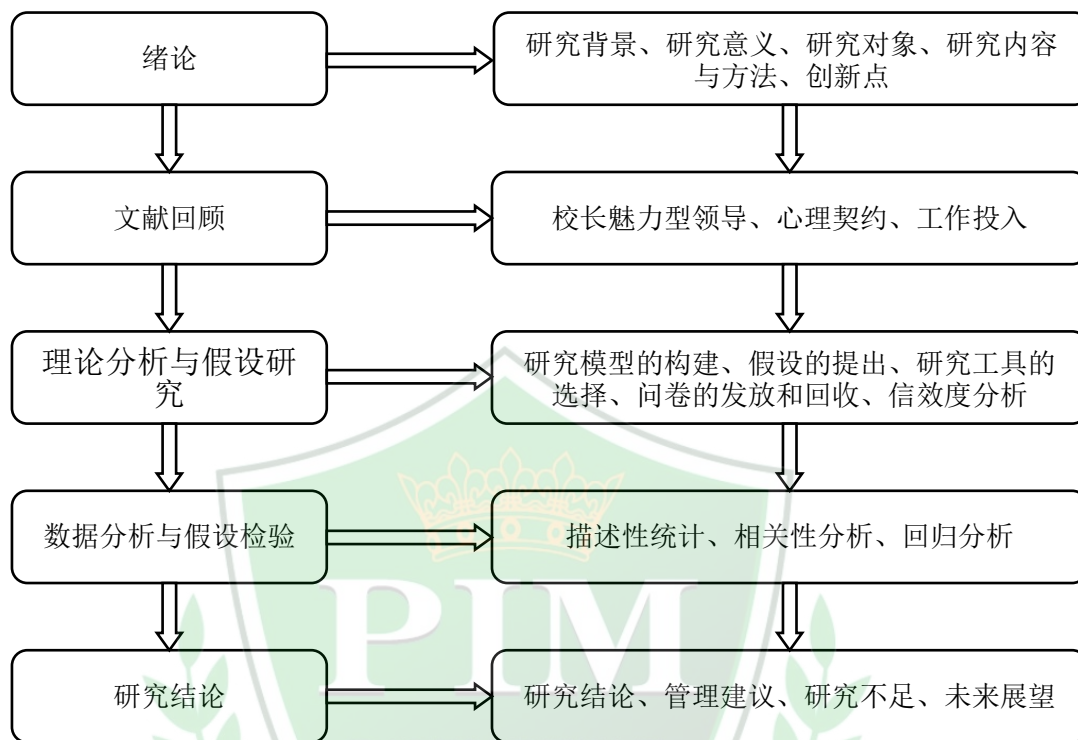 绪论
研究背景、研究意义、研究对象、研究内容
与方法、创新点
文献回顾
校长魅力型领导、心理契约、工作投入
理论分析与假设研
究
研究模型的构建、假设的提出、研究工具的
选择、问卷的发放和回收、信效度分析
数据分析与假设检验
描述性统计、相关性分析、回归分析
PIM
研究结论
研究结论、管理建议、研究不足、未来展望